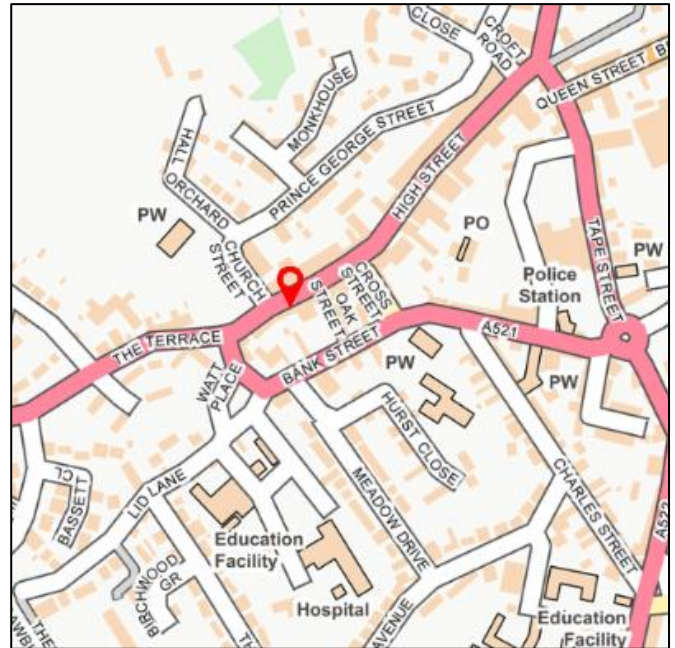 CLOSE
CROFT
ROAD
QUEEN STREET
MONKHOUSE
PRINCE GEORGE STREET
HIGH STREET
HALL
ORCHARD
PW
CHURCH
STREET
PO
CROSS
STREET
OAK
STREET
TAPE STREET
PW
Police
Station
THE TERRACE
A521
BANK STREET
PW
PW
WATT
PLACE
HURST CLOSE
LID LANE
MEADOW DRIVE
CHARLES STREET
A522
CL
BASSETT
Education
Facility
BIRCHWOOD
GR
Hospital
AVENUE
Education
Facility
THE